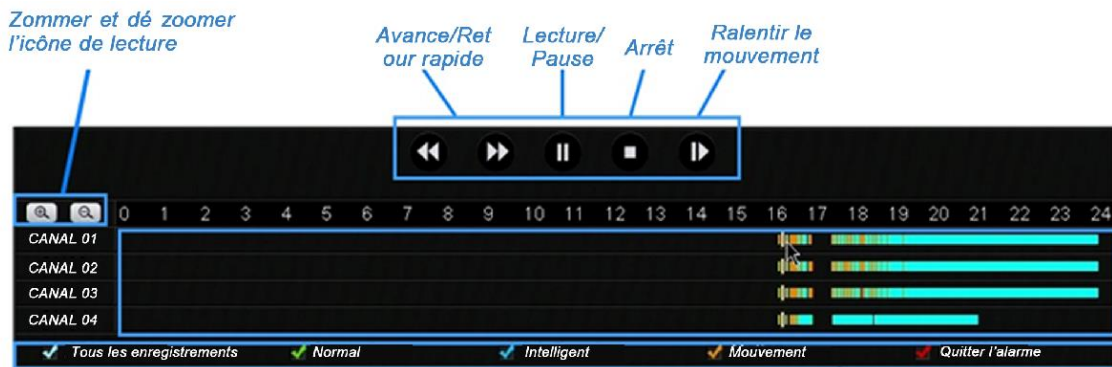 Zommer et dé zoomer
l'icône de lecture
Avance/Ret
our rapide
Lecture/
Pause
Arrêt
Ralentir le
mouvement
0 1 2 3 4 5 6 7 8 9 10 11 12 13 14 15 16 17 18 19 20 21 22 23 24
CANAL 01
CANAL 02
CANAL 03
CANAL 04
Tous les enregistrements Normal Intelligent Mouvement Quitter l'alarme